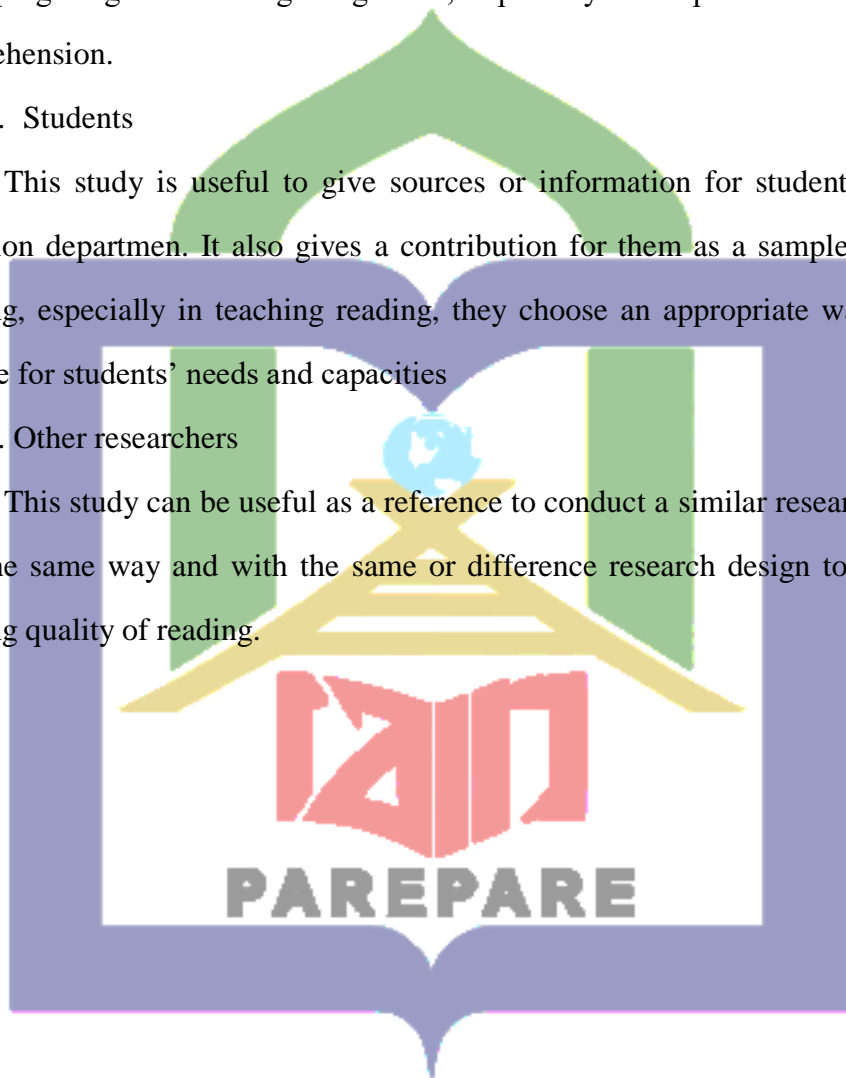 ehension.
. Students
This study is useful to give sources or information for student
ion departmen. It also gives a contribution for them as a sample
g, especially in teaching reading, they choose an appropriate w
e for students’ needs and capacities
. Other researchers
This study can be useful as a reference to conduct a similar resear
e same way and with the same or difference research design to
g quality of reading.
iain
PAREPARE